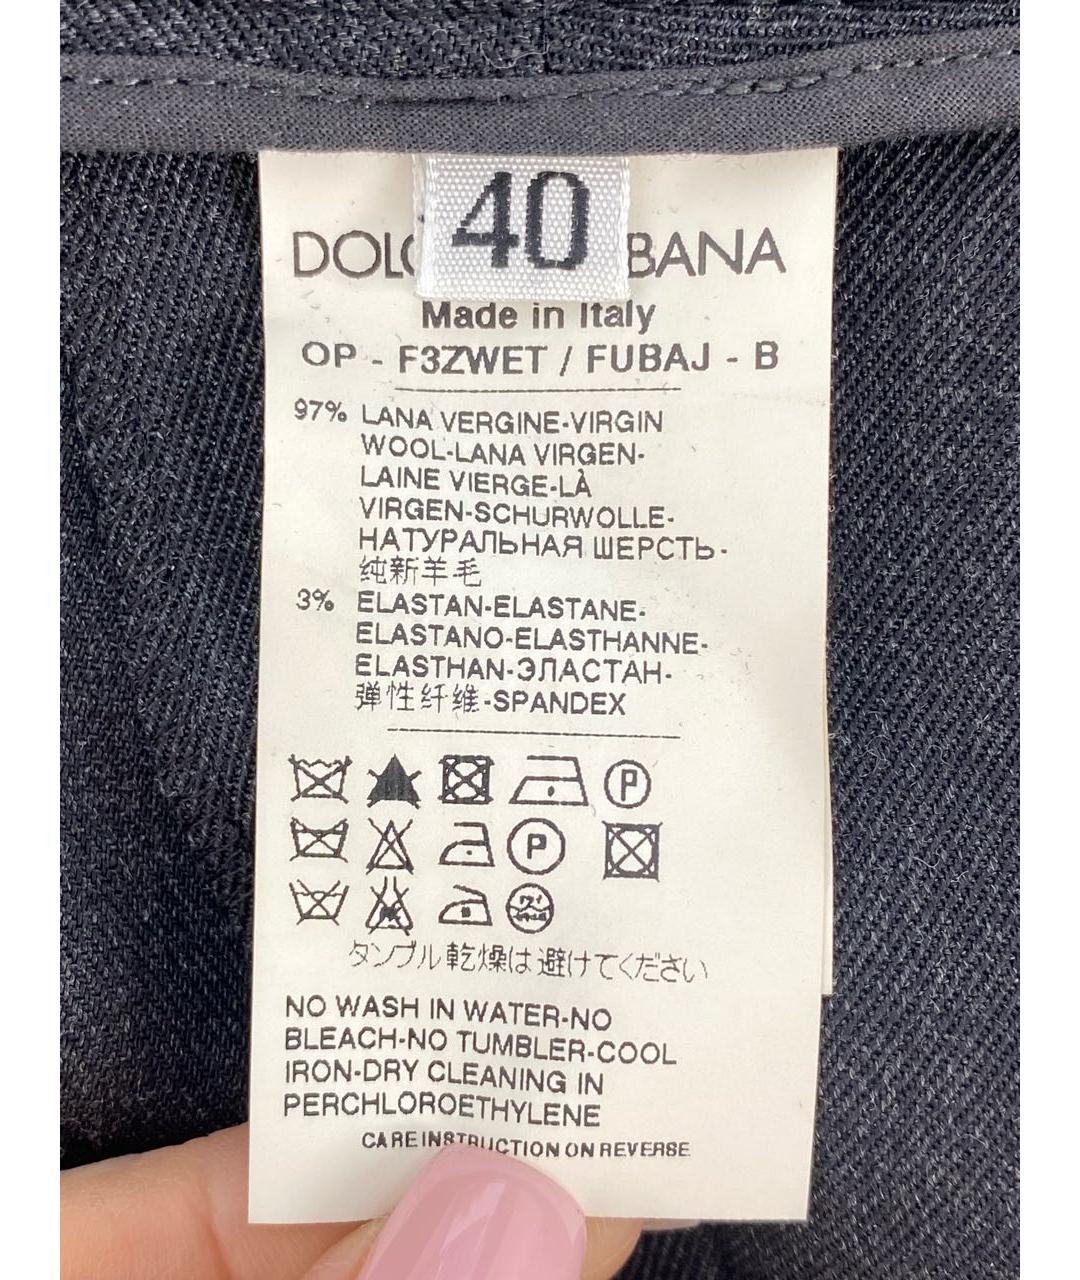 40
DOLC BANA
Made in Italy
OP - F3ZWET / FUBAJ - B
97% LANA VERGINE-VIRGIN
WOOL-LANA VIRGEN-
LAINE VIERGE-LÀ
VIRGEN-SCHURWOLLE-
НАТУРАЛЬНАЯ ШЕРСТЬ-
纯新羊毛
3% ELASTAN-ELASTANE-
ELASTANO-ELASTHANNE-
ELASTHAN-ЭЛАСТАН-
弹性纤维-SPANDEX
P
P
タンブル乾燥は避けてください
NO WASH IN WATER-NO
BLEACH-NO TUMBLER-COOL
IRON-DRY CLEANING IN
PERCHLOROETHYLENE
CARE INSTRUCTION ON REVERSE